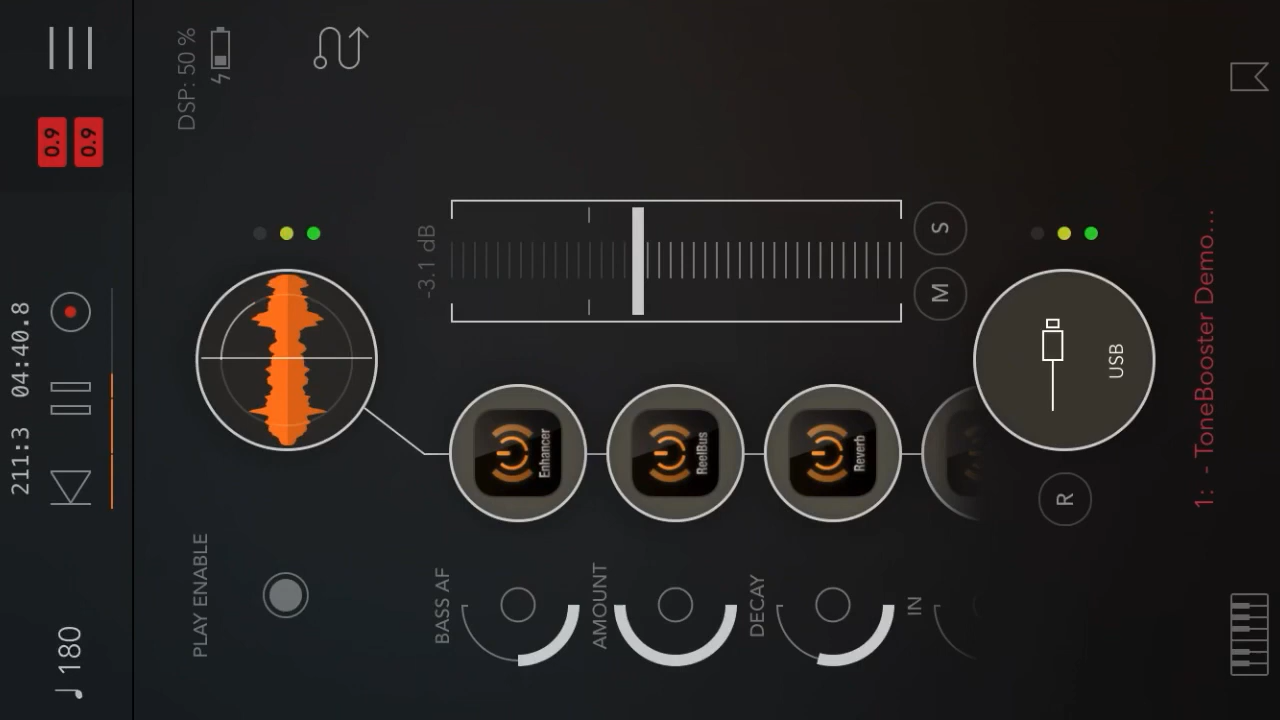 ♩ 180
211:3 04:40.8
0.9
0.9
PLAY ENABLE
DSP: 50 %
BASS AF
Enhancer
-3.1 dB
AMOUNT
ReelBus
DECAY
Reverb
IN
M
S
R
USB
1: - ToneBooster Demo...